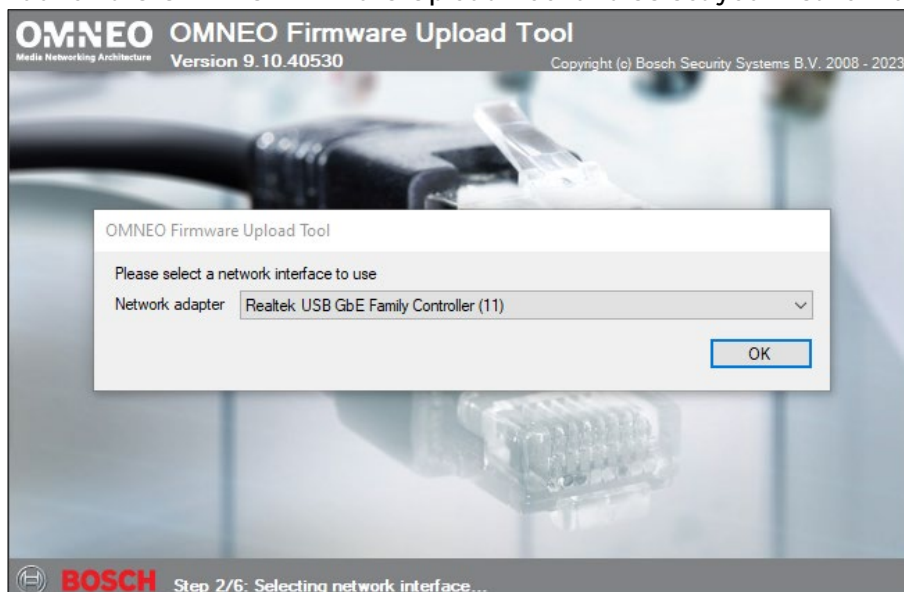 OMNEO OMNEO Firmware Upload Tool
Media Networking Architecture Version 9.10.40530 Copyright (c) Bosch Security Systems B.V. 2008 - 2023
OMNEO Firmware Upload Tool
Please select a network interface to use
Network adapter Realtek USB GbE Family Controller (11)
OK
BOSCH Step 2/6: Selecting network interface...